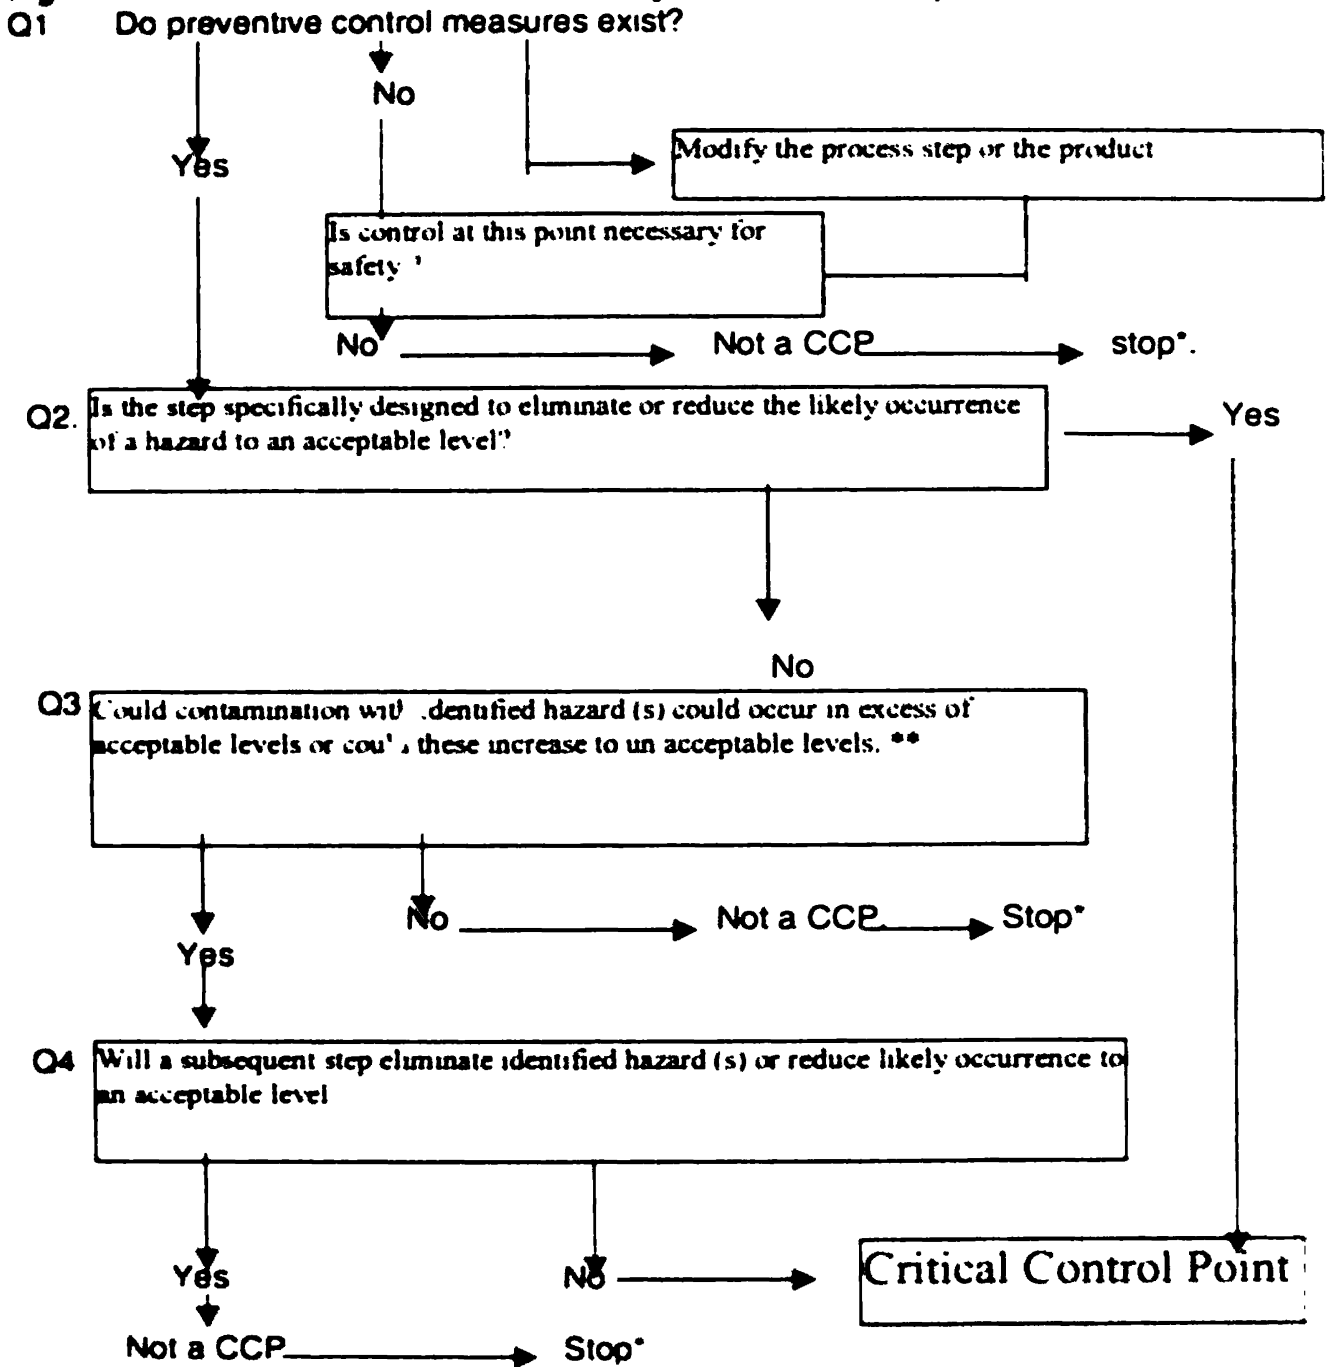 Q1 Do preventive control measures exist?
No
Yes
Modify the process step or the product
Is control at this point necessary for
safety ?
No Not a CCP stop*.
Q2. Is the step specifically designed to eliminate or reduce the likely occurrence
of a hazard to an acceptable level?
Yes
No
Q3 Could contamination with identified hazard (s) could occur in excess of
acceptable levels or could these increase to un acceptable levels. **
No Not a CCP Stop*
Yes
Q4 Will a subsequent step eliminate identified hazard (s) or reduce likely occurrence to
an acceptable level
Yes No Critical Control Point
Not a CCP Stop*